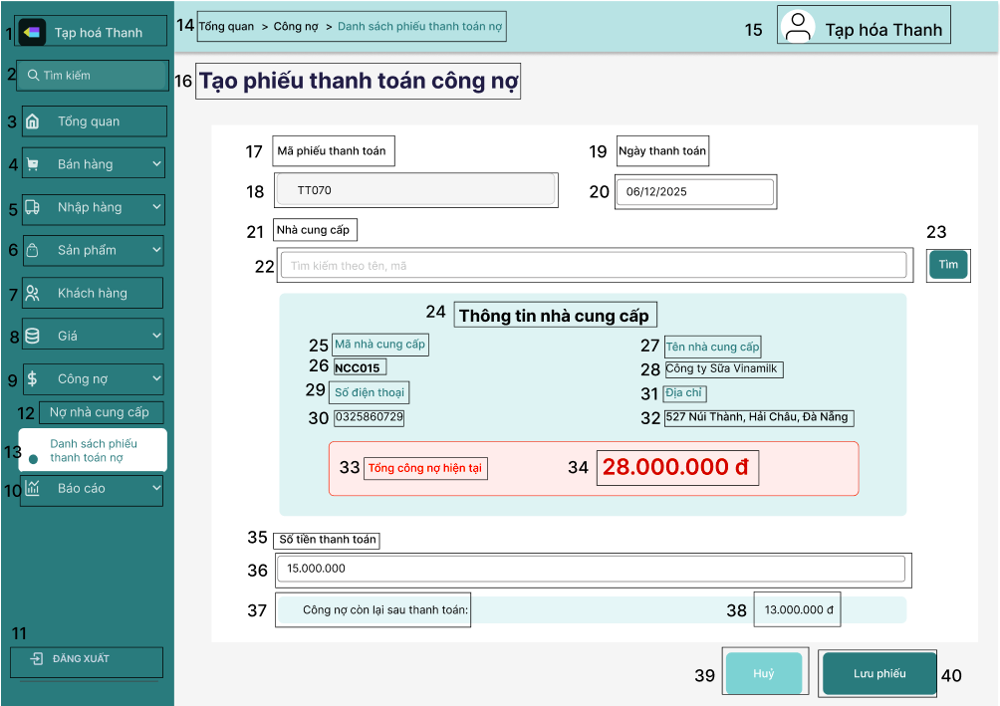 1 Tạp hoá Thanh
2 Tìm kiếm
3 Tổng quan
4 Bán hàng
5 Nhập hàng
6 Sản phẩm
7 Khách hàng
8 Giá
9 $ Công nợ
12 Nợ nhà cung cấp
13 Danh sách phiếu
thanh toán nợ
10 Báo cáo
11
ĐĂNG XUẤT
14 Tổng quan > Công nợ > Danh sách phiếu thanh toán nợ
15 Tạp hóa Thanh
16 Tạo phiếu thanh toán công nợ
17 Mã phiếu thanh toán
19 Ngày thanh toán
18 TT070
20 06/12/2025
21 Nhà cung cấp
23
22 Tìm kiếm theo tên, mã
Tìm
24 Thông tin nhà cung cấp
25 Mã nhà cung cấp
27 Tên nhà cung cấp
26 NCC015
28 Công ty Sữa Vinamilk
29 Số điện thoại
31 Địa chỉ
30 0325860729
32 527 Núi Thành, Hải Châu, Đà Nẵng
33 Tổng công nợ hiện tại
34 28.000.000 đ
35 Số tiền thanh toán
36 15.000.000
37 Công nợ còn lại sau thanh toán:
38 13.000.000 đ
39 Huỷ
Lưu phiếu 40